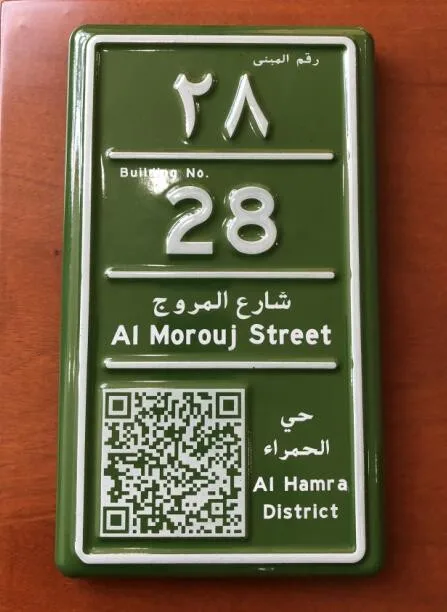 رقم المبنى
٢٨
Building No.
28
شارع المروج
Al Morouj Street
حي
الحمراء
Al Hamra
District